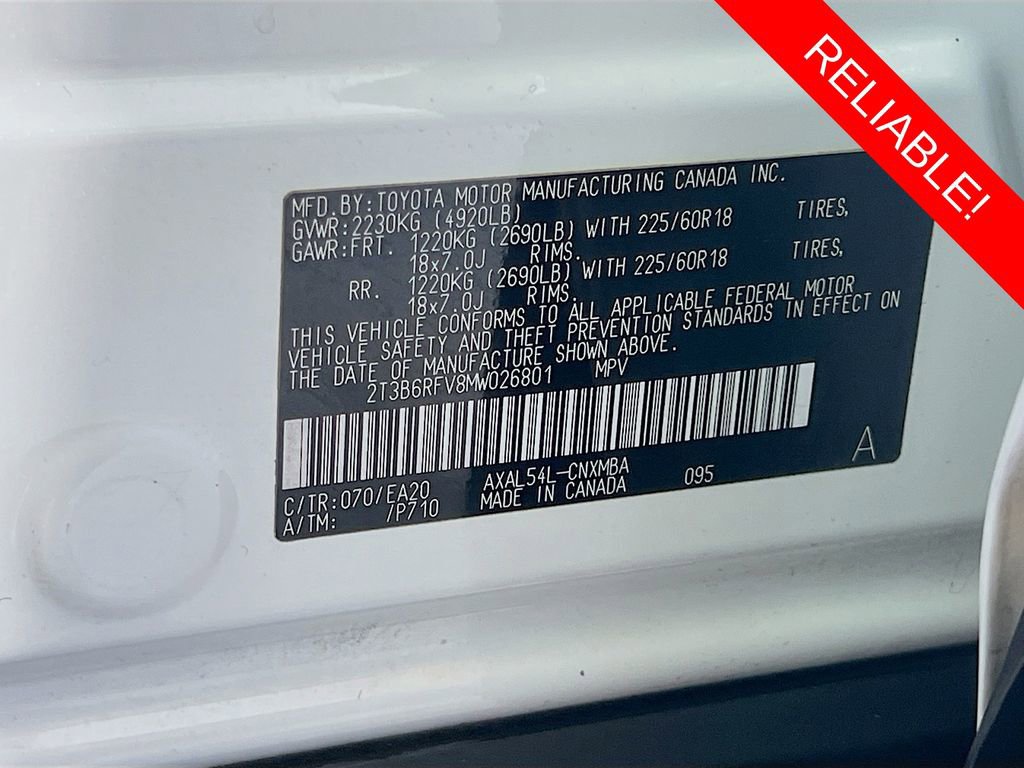 RELIABLE!
MFD.BY:TOYOTA MOTOR MANUFACTURING CANADA INC.
GVWR:2230KG (4920LB)
GAWR:FRT. 1220KG (2690LB) WITH 225/60R18 TIRES,
18x7.0J RIMS.
RR. 1220KG (2690LB) WITH 225/60R18 TIRES,
18x7.0J RIMS.
THIS VEHICLE CONFORMS TO ALL APPLICABLE FEDERAL MOTOR
VEHICLE SAFETY AND THEFT PREVENTION STANDARDS IN EFFECT ON
THE DATE OF MANUFACTURE SHOWN ABOVE.
2T3B6RFV8MW026801 MPV
A
C/TR:070/EA20 AXAL54L-CNXMBA 095
A/TM: /P710 MADE IN CANADA